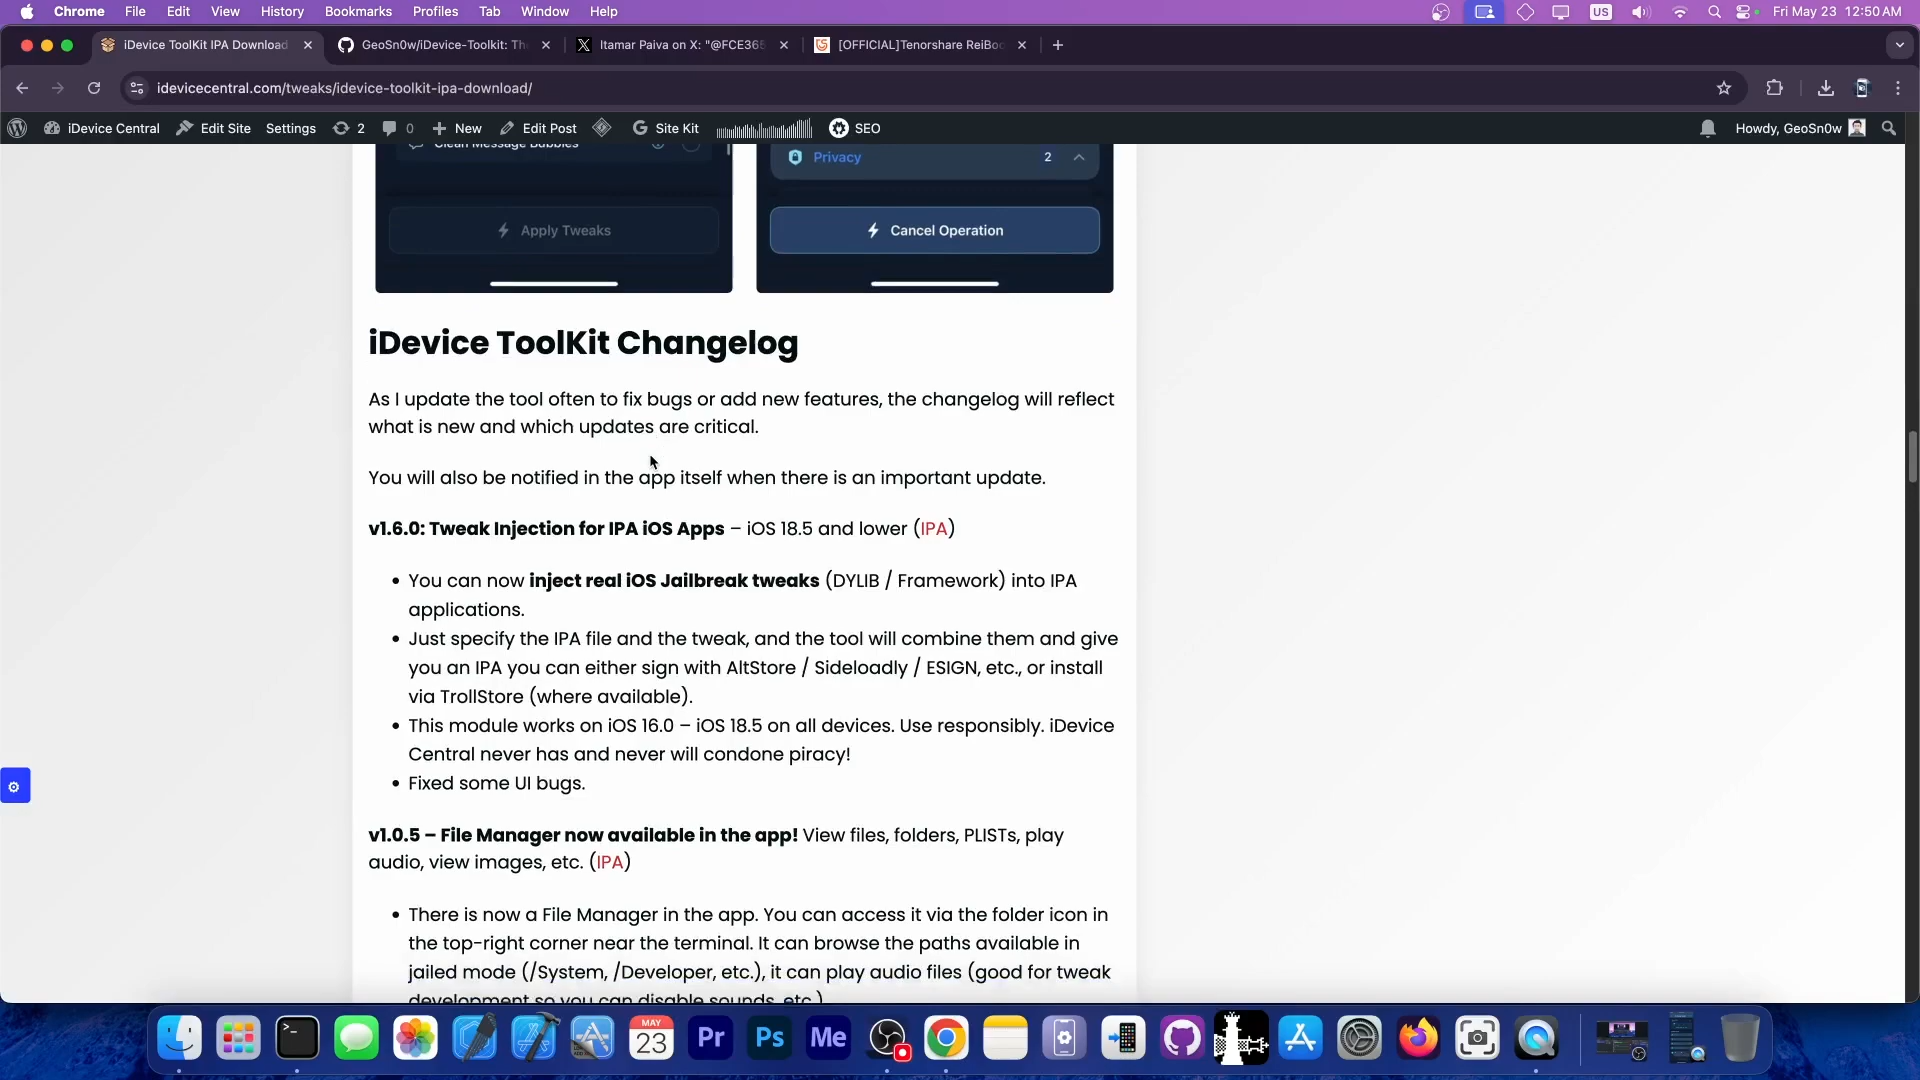 Chrome File Edit View History Bookmarks Profiles Tab Window Help US Fri May 23 12:50 AM
iDevice ToolKit IPA Download GeoSn0w/iDevice-Toolkit: Th Itamar Paiva on X: "@FCE365 [OFFICIAL]Tenorshare ReiBoo
idevicecentral.com/tweaks/idevice-toolkit-ipa-download/
iDevice Central Edit Site Settings 2 0 New Edit Post Site Kit SEO Howdy, GeoSn0w
Clean Message Bubbles
Privacy 2
Apply Tweaks
Cancel Operation
iDevice ToolKit Changelog
As I update the tool often to fix bugs or add new features, the changelog will reflect
what is new and which updates are critical.
You will also be notified in the app itself when there is an important update.
v1.6.0: Tweak Injection for IPA iOS Apps – iOS 18.5 and lower (IPA)
• You can now inject real iOS Jailbreak tweaks (DYLIB / Framework) into IPA
applications.
• Just specify the IPA file and the tweak, and the tool will combine them and give
you an IPA you can either sign with AltStore / Sideloadly / ESIGN, etc., or install
via TrollStore (where available).
• This module works on iOS 16.0 – iOS 18.5 on all devices. Use responsibly. iDevice
Central never has and never will condone piracy!
• Fixed some UI bugs.
v1.0.5 – File Manager now available in the app! View files, folders, PLISTs, play
audio, view images, etc. (IPA)
• There is now a File Manager in the app. You can access it via the folder icon in
the top-right corner near the terminal. It can browse the paths available in
jailed mode (/System, /Developer, etc.), it can play audio files (good for tweak
development so you can disable sounds, etc.)
MAY
23
Pr
Ps
Me